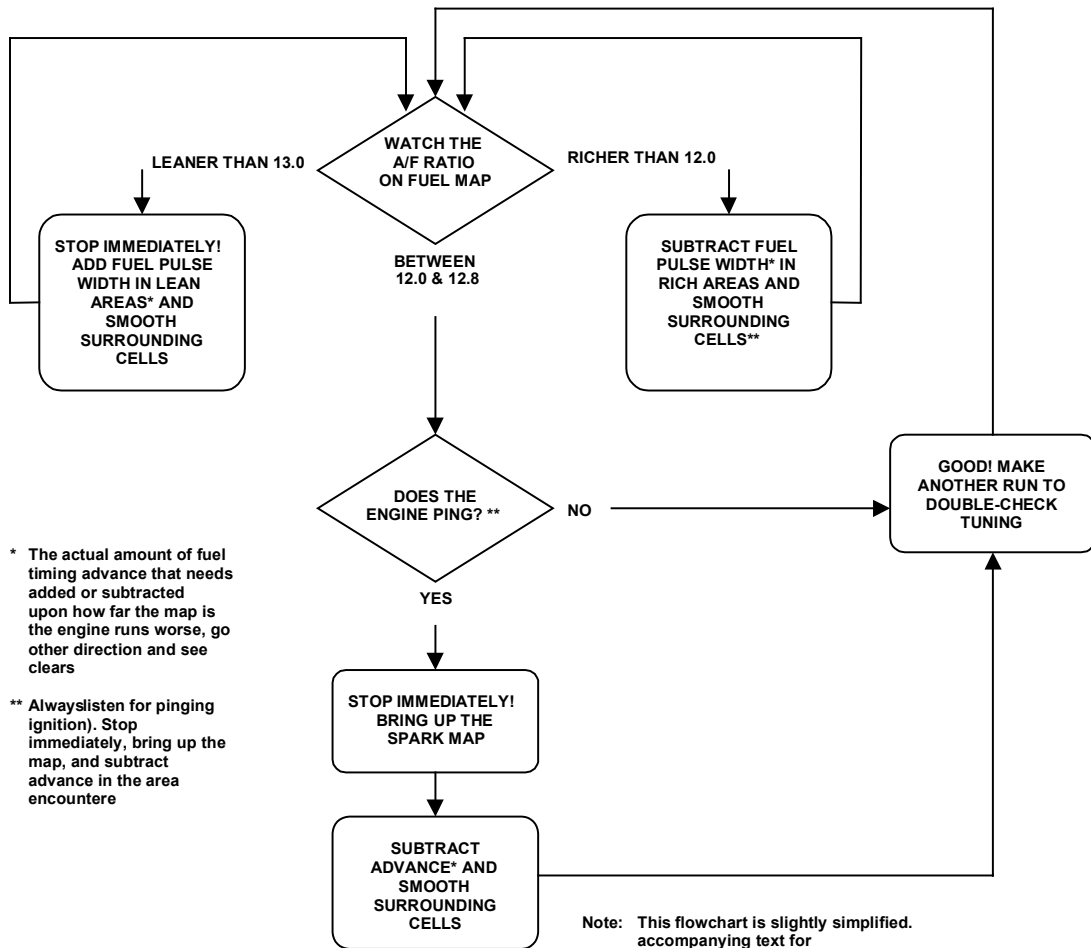 WATCH THE
A/F RATIO
ON FUEL MAP
LEANER THAN 13.0
RICHER THAN 12.0
STOP IMMEDIATELY!
ADD FUEL PULSE
WIDTH IN LEAN
AREAS* AND
SMOOTH
SURROUNDING
CELLS
BETWEEN
12.0 & 12.8
SUBTRACT FUEL
PULSE WIDTH* IN
RICH AREAS AND
SMOOTH
SURROUNDING
CELLS**
DOES THE
ENGINE PING? **
NO
GOOD! MAKE
ANOTHER RUN TO
DOUBLE-CHECK
TUNING
YES
* The actual amount of fuel
timing advance that needs
added or subtracted
upon how far the map is
the engine runs worse, go
other direction and see
clears
** Alwayslisten for pinging
ignition). Stop
immediately, bring up the
map, and subtract
advance in the area
encountere
STOP IMMEDIATELY!
BRING UP THE
SPARK MAP
SUBTRACT
ADVANCE* AND
SMOOTH
SURROUNDING
CELLS
Note: This flowchart is slightly simplified.
accompanying text for